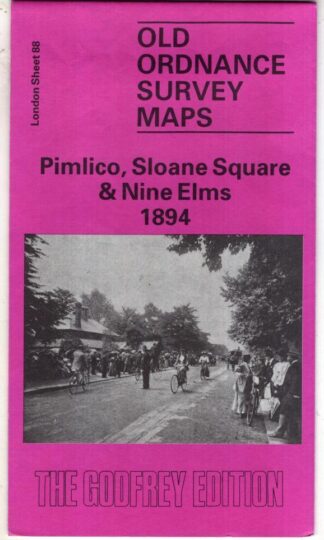 London Sheet 88
OLD
ORDNANCE
SURVEY
MAPS
Pimlico, Sloane Square
& Nine Elms
1894
THE GODFREY EDITION